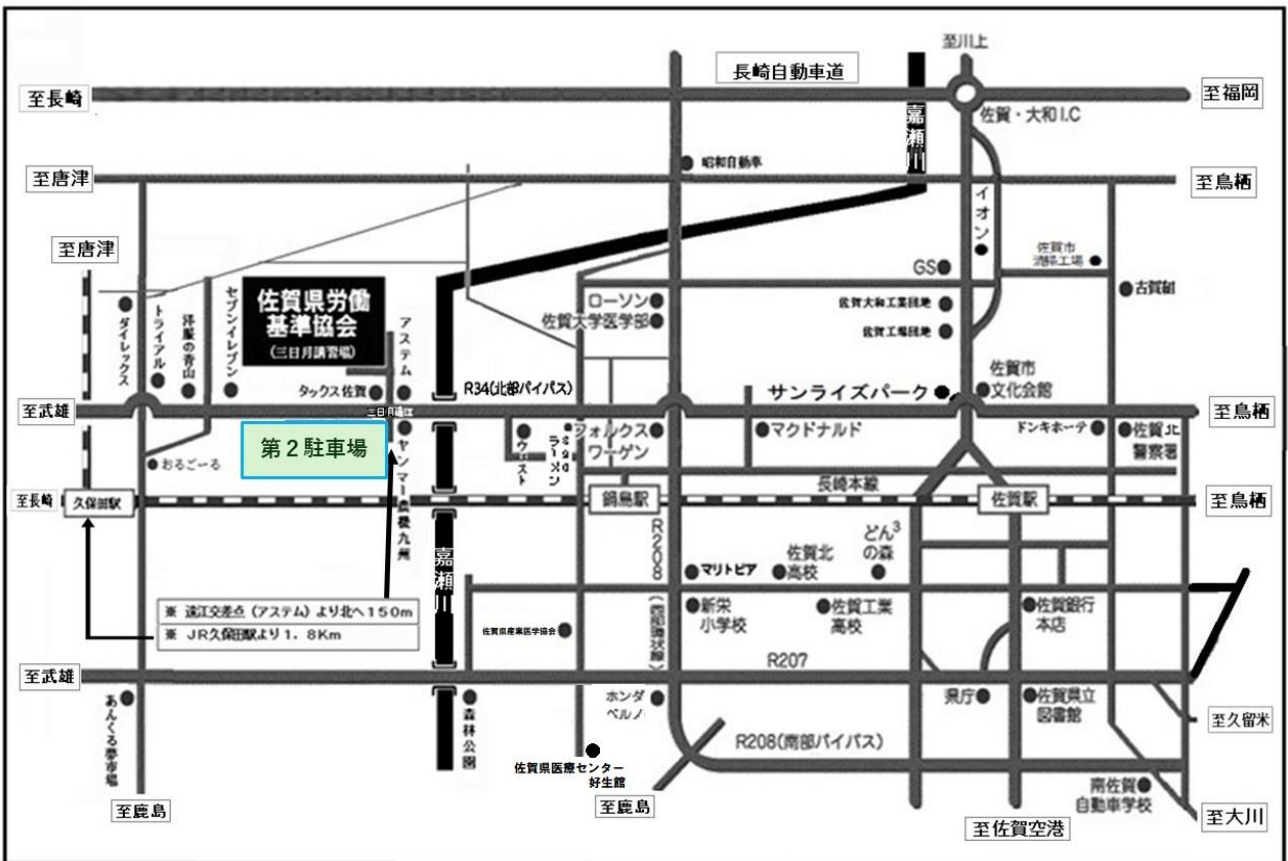 至川上
長崎自動車道
至長崎
至福岡
嘉瀬川
佐賀・大和I.C
昭和自動車
至唐津
至鳥栖
イオン
至唐津
佐賀市
清掃工場
GS
古賀組
佐賀県労働
基準協会
(三日月講習場)
セブンイレブン
洋服の青山
トライアル
ダイレックス
アステム
ローソン
佐賀大学医学部
佐賀大和工業団地
佐賀工場団地
タックス佐賀
R34(北部バイパス)
サンライズパーク
佐賀市
文化会館
至武雄
三日月遠江
至鳥栖
第2駐車場
ヤンマー農機九州
ウエスト
ラーメン
フォルクス
ワーゲン
マクドナルド
ドンキホーテ
佐賀北
警察署
おるごーる
長崎本線
至長崎
久保田駅
鍋島駅
佐賀駅
至鳥栖
嘉瀬川
R208(西部環状線)
マリトピア
佐賀北
高校
どん3
の森
※ 遠江交差点(アステム)より北へ150m
※ JR久保田駅より1.8Km
新栄
小学校
佐賀工業
高校
佐賀銀行
本店
佐賀県産業医学協会
至武雄
R207
あんくる夢市場
森林公園
ホンダ
ベルノ
県庁
佐賀県立
図書館
至久留米
R208(南部バイパス)
佐賀県医療センター
好生館
至鹿島
至鹿島
南佐賀
自動車学校
至佐賀空港
至大川